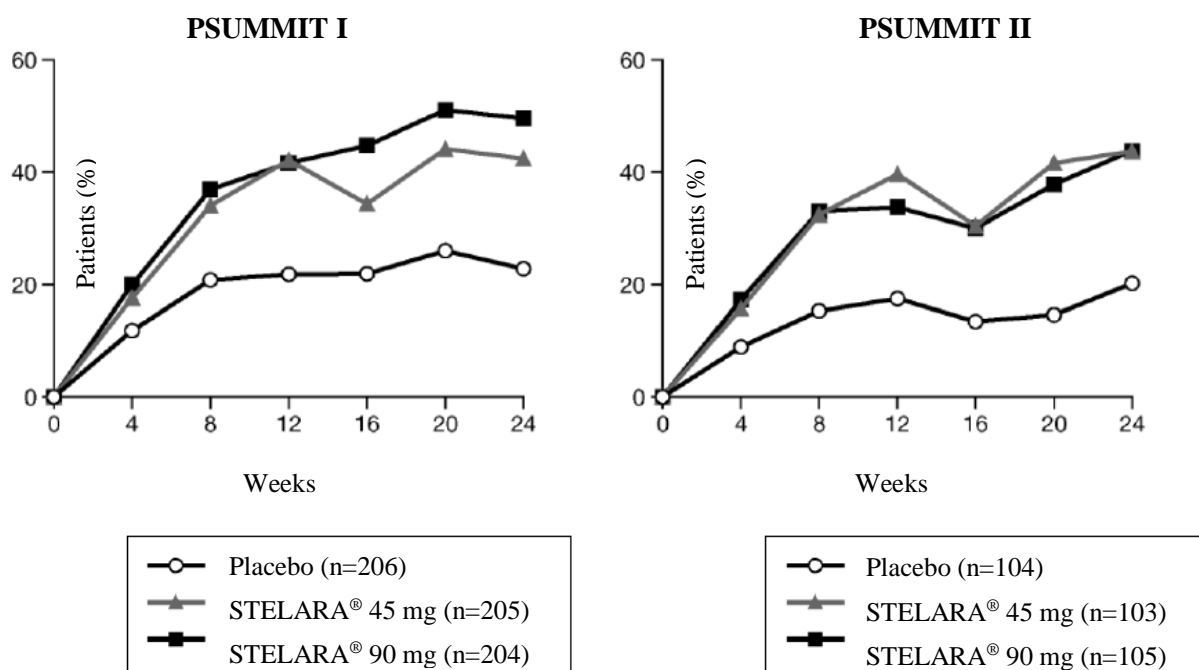 PSUMMIT I
60
40
20
0
Patients (%)
0 4 8 12 16 20 24
Weeks
Placebo (n=206)
STELARA® 45 mg (n=205)
STELARA® 90 mg (n=204)
PSUMMIT II
60
40
20
0
Patients (%)
0 4 8 12 16 20 24
Weeks
Placebo (n=104)
STELARA® 45 mg (n=103)
STELARA® 90 mg (n=105)